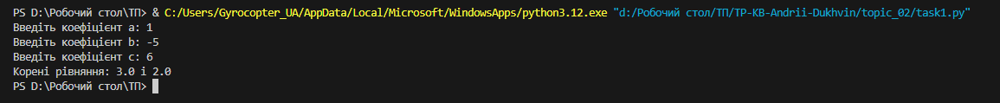 PS D:\Робочий стол\ТП> & C:/Users/Gyrocopter_UA/AppData/Local/Microsoft/WindowsApps/python3.12.exe "d:/Робочий стол/ТП/TP-KB-Andrii-Dukhvin/topic_02/task1.py"
Введіть коефіцієнт a: 1
Введіть коефіцієнт b: -5
Введіть коефіцієнт c: 6
Корені рівняння: 3.0 і 2.0
PS D:\Робочий стол\ТП>